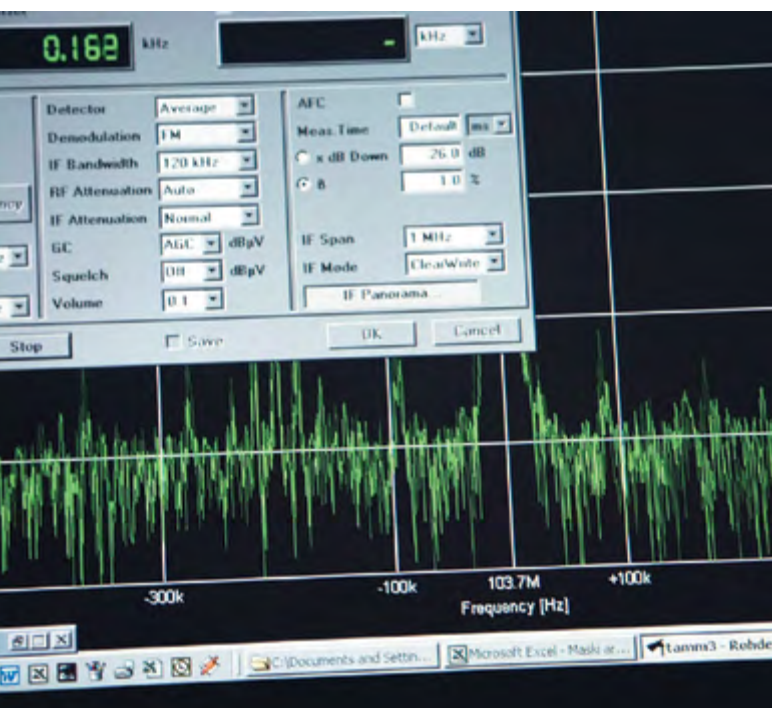 0.162 kHz - kHz
Detector Average
Demodulation FM
IF Bandwidth 120 kHz
RF Attenuation Auto
IF Attenuation Normal
GC AGC dBµV
Squelch Off dBµV
Volume 0.1
AFC
Meas.Time Default ms
x dB Down 26.0 dB
ß 1.0 %
IF Span 1 MHz
IF Mode ClearWrite
IF Panorama...
Stop Save OK Cancel
-300k -100k 103.7M +100k
Frequency [Hz]
C:\Documents and Settin... Microsoft Excel - Maski ar... tamm3 - Rohde